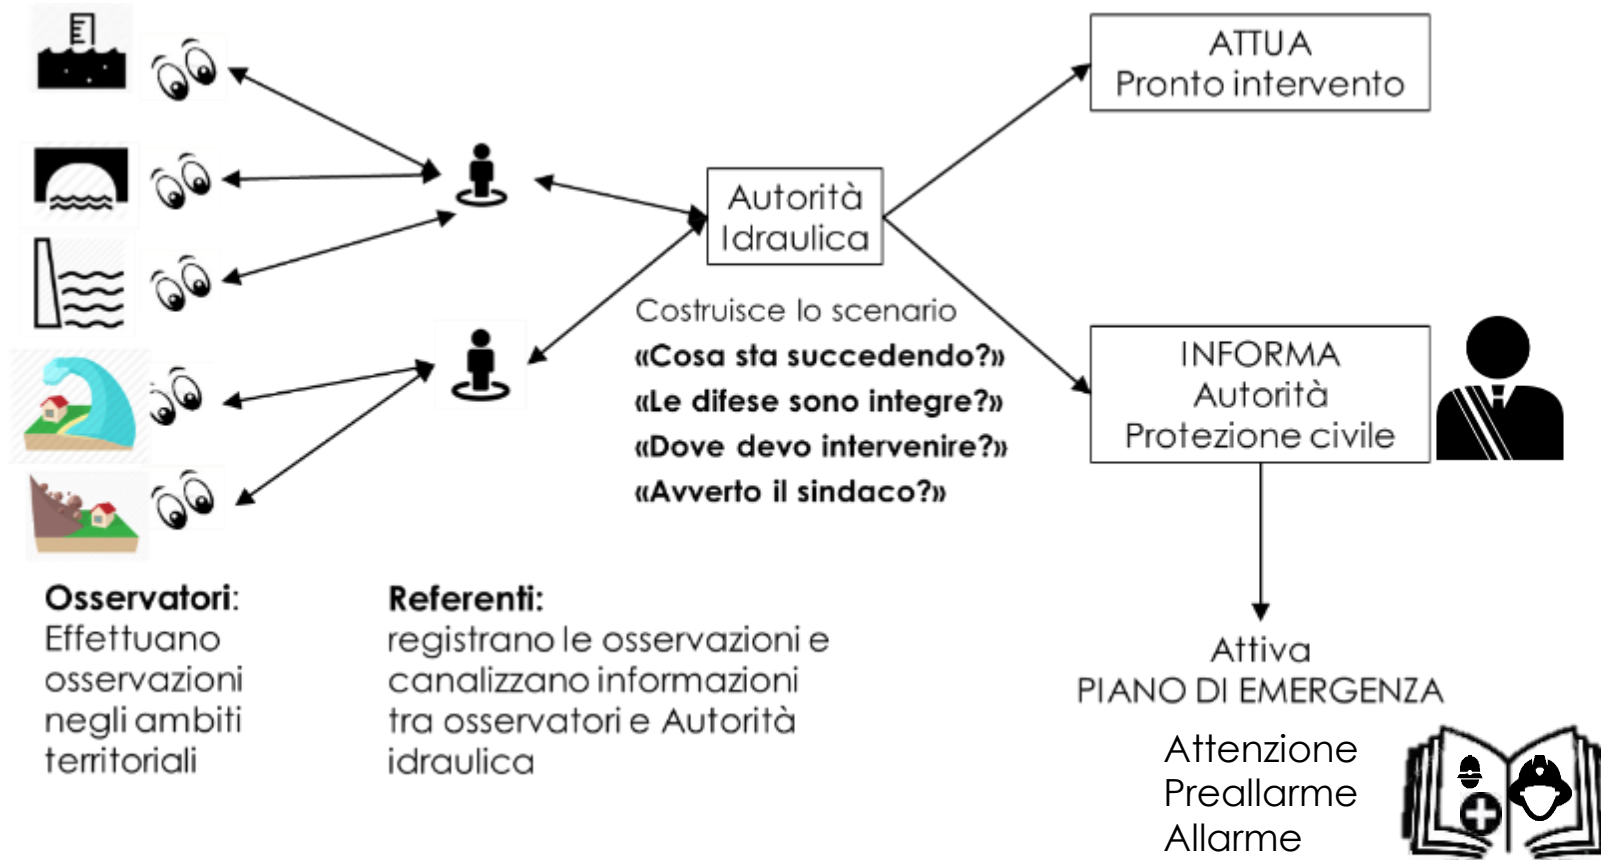 ATTUA
Pronto intervento
Autorità
Idraulica
Costruisce lo scenario
«Cosa sta succedendo?»
«Le difese sono integre?»
«Dove devo intervenire?»
«Avverto il sindaco?»
INFORMA
Autorità
Protezione civile
Osservatori:
Effettuano
osservazioni
negli ambiti
territoriali
Referenti:
registrano le osservazioni e
canalizzano informazioni
tra osservatori e Autorità
idraulica
Attiva
PIANO DI EMERGENZA
Attenzione
Preallarme
Allarme